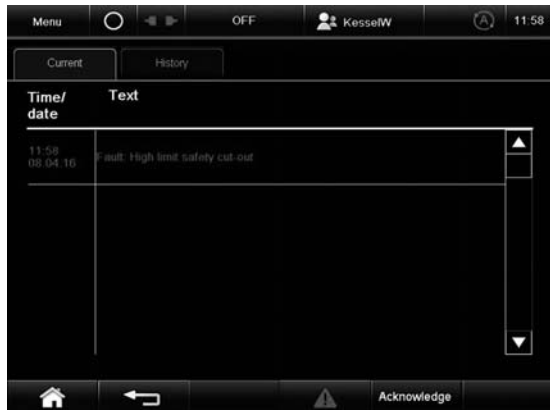 Menu OFF KesselW A 11:58
Current History
Time/ Text
date
11:58
08.04.16 Fault: High limit safety cut-out
Acknowledge